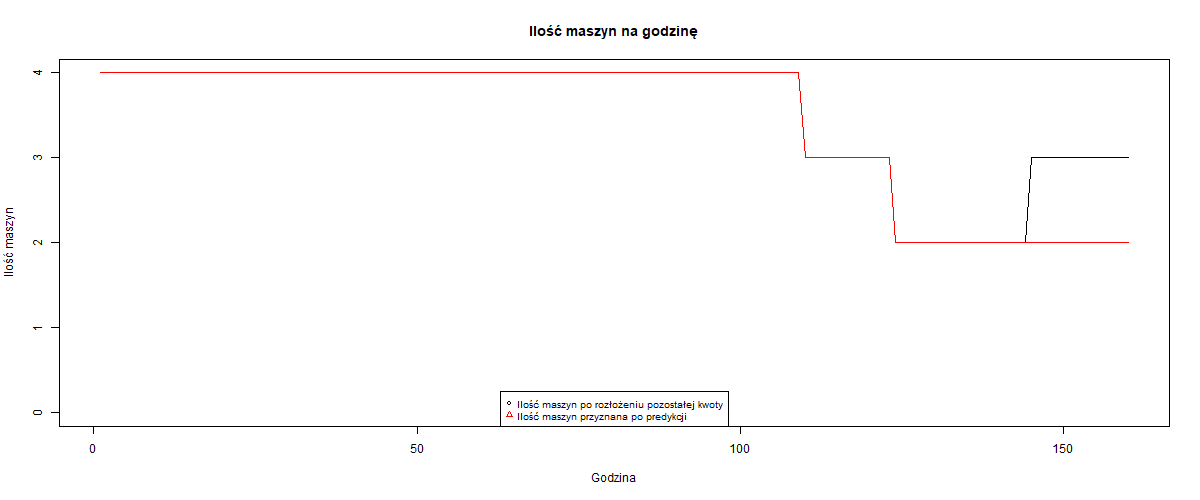 Ilość maszyn na godzinę
Ilość maszyn
4
3
2
1
0
Ilość maszyn po rozłożeniu pozostałej kwoty
Ilość maszyn przyznana po predykcji
0 50 100 150
Godzina